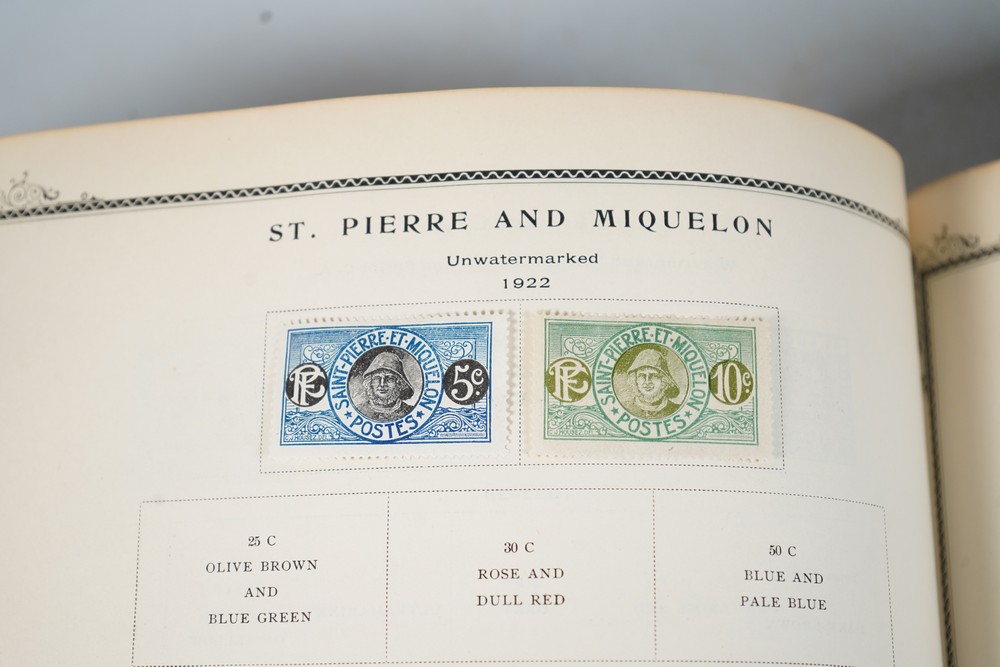 ST. PIERRE AND MIQUELON
Unwatermarked
1922
RF
SAINT-PIERRE-ET-MIQUELON
5c
POSTES
RF
SAINT-PIERRE-ET-MIQUELON
10c
POSTES
25 C
OLIVE BROWN
AND
BLUE GREEN
30 C
ROSE AND
DULL RED
50 C
BLUE AND
PALE BLUE